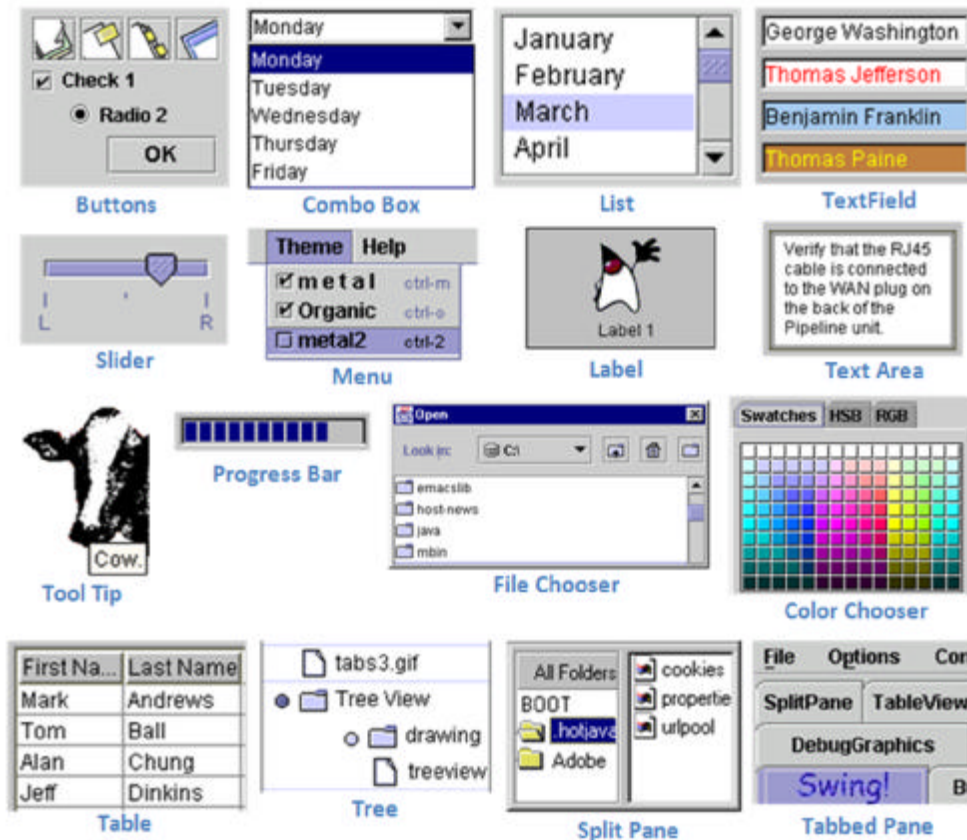 Check 1
Radio 2
OK
Buttons
Monday
Monday
Tuesday
Wednesday
Thursday
Friday
Combo Box
January
February
March
April
List
George Washington
Thomas Jefferson
Benjamin Franklin
Thomas Paine
TextField
L R
Slider
Theme Help
metal ctrl-m
Organic ctrl-o
metal2 ctrl-2
Menu
Label 1
Label
Verify that the RJ45
cable is connected
to the WAN plug on
the back of the
Pipeline unit.
Text Area
Cow.
Tool Tip
Progress Bar
Open
Look in: C:\
emacslib
host-news
java
mbin
File Chooser
Swatches HSB RGB
Color Chooser
First Na... Last Name
Mark Andrews
Tom Ball
Alan Chung
Jeff Dinkins
Table
tabs3.gif
Tree View
drawing
treeview
Tree
All Folders
BOOT
.hotjava
Adobe
cookies
propertie
urlpool
Split Pane
File Options Con
SplitPane TableView
DebugGraphics
Swing! B
Tabbed Pane